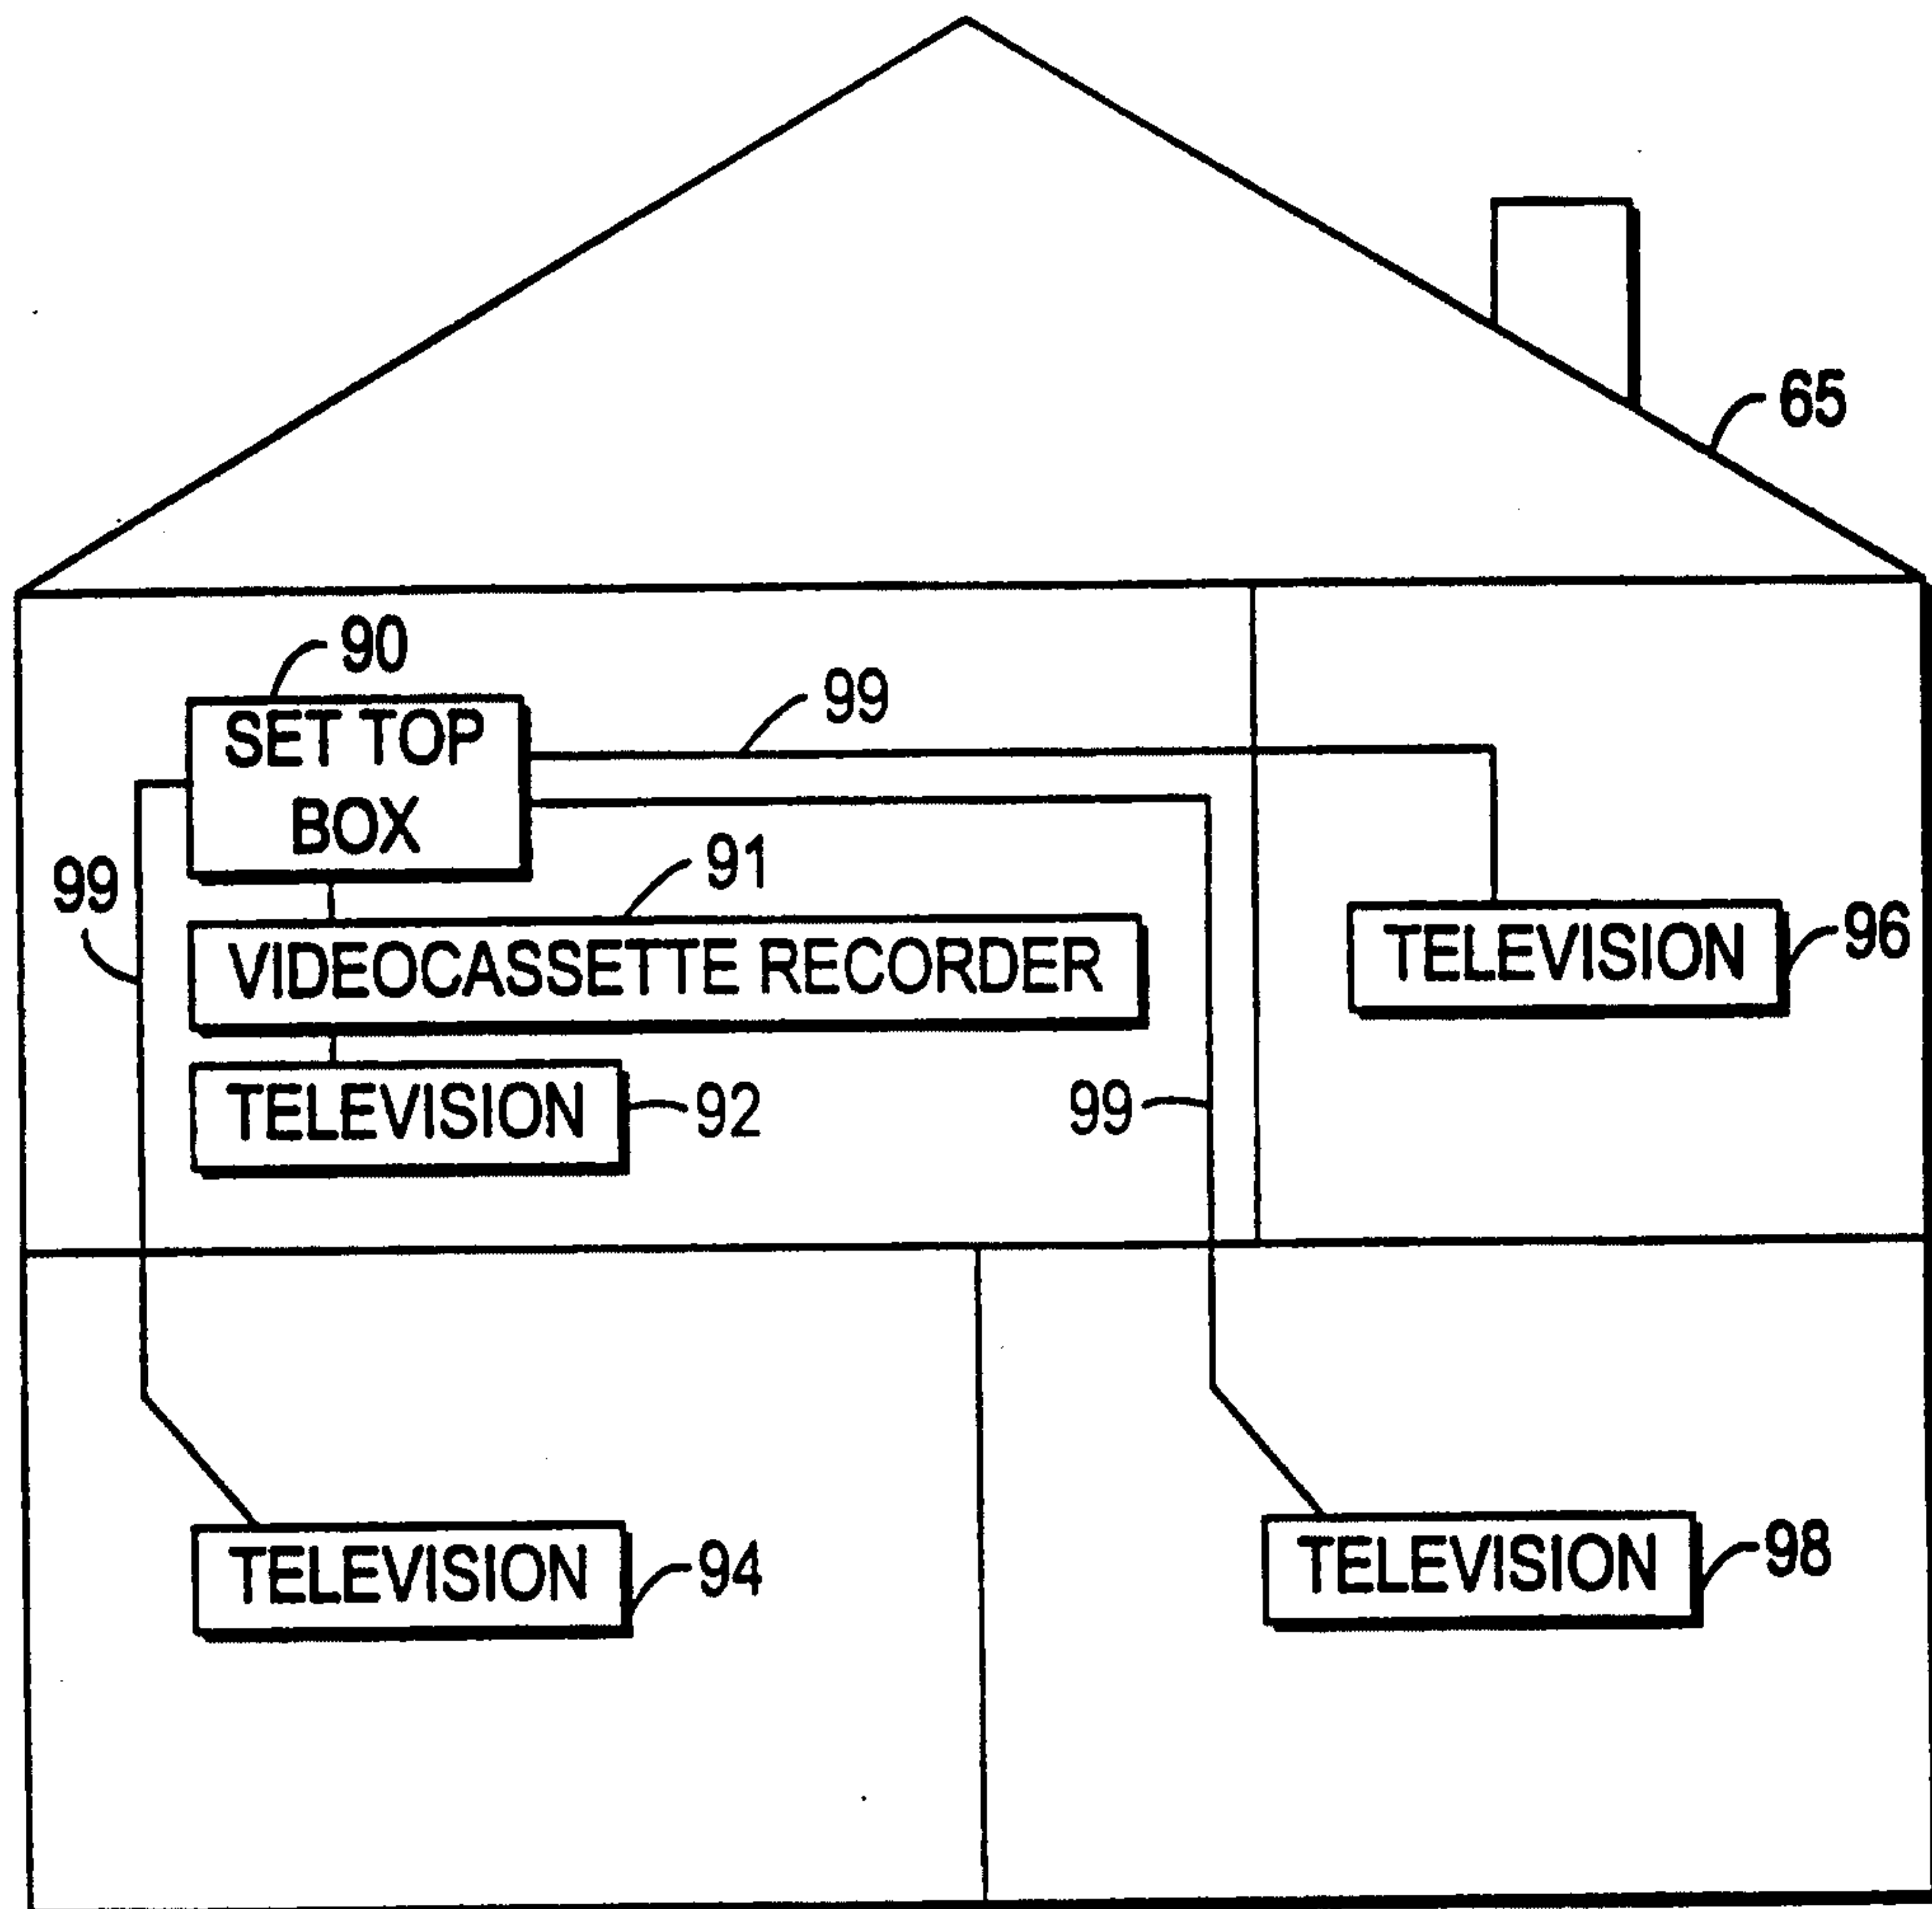 65
90
SET TOP
BOX
99
99
91
VIDEOCASSETTE RECORDER
TELEVISION
96
TELEVISION
92
99
TELEVISION
94
TELEVISION
98